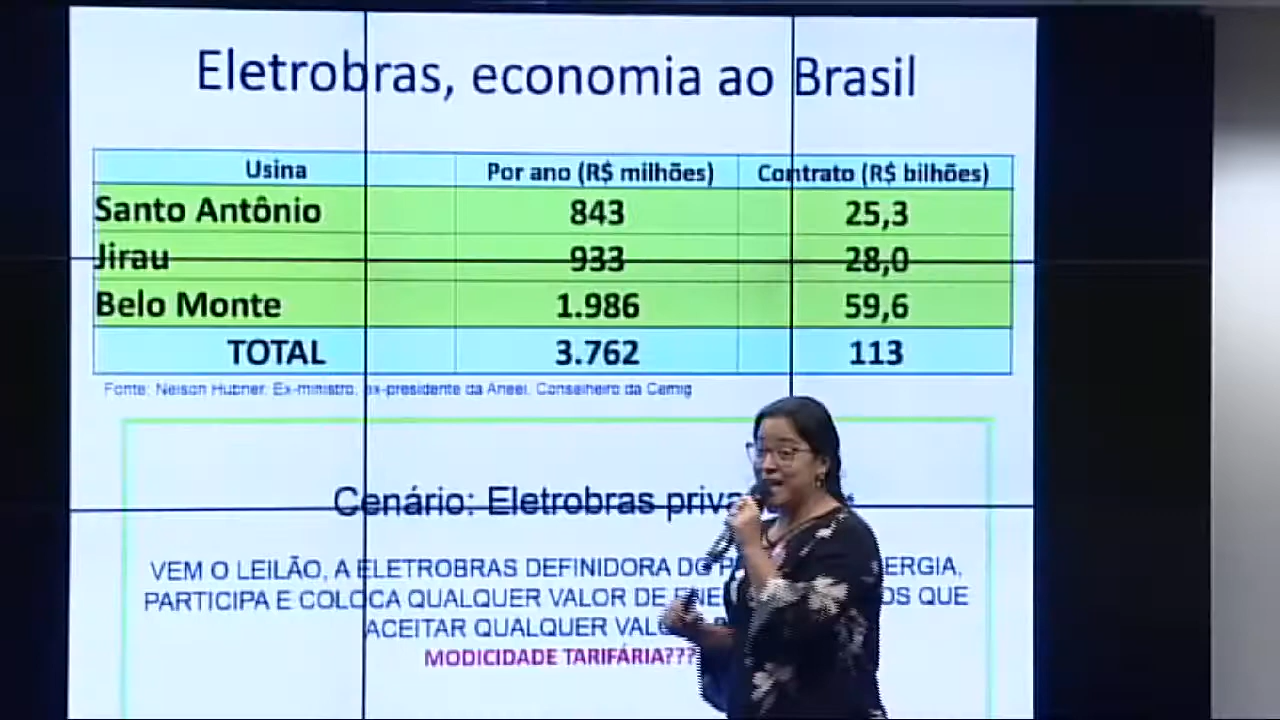 Eletrobras, economia ao Brasil
Usina Por ano (R$ milhões) Contrato (R$ bilhões)
Santo Antônio 843 25,3
Jirau 933 28,0
Belo Monte 1.986 59,6
TOTAL 3.762 113
Fonte: Nelson Hubner. Ex-ministro, ex-presidente da Aneel, Conselheiro da Cemig
Cenário: Eletrobras priva
VEM O LEILÃO, A ELETROBRAS DEFINIDORA DO ERGIA,
PARTICIPA E COLOCA QUALQUER VALOR DE ENE OS QUE
ACEITAR QUALQUER VALO
MODICIDADE TARIFÁRIA???